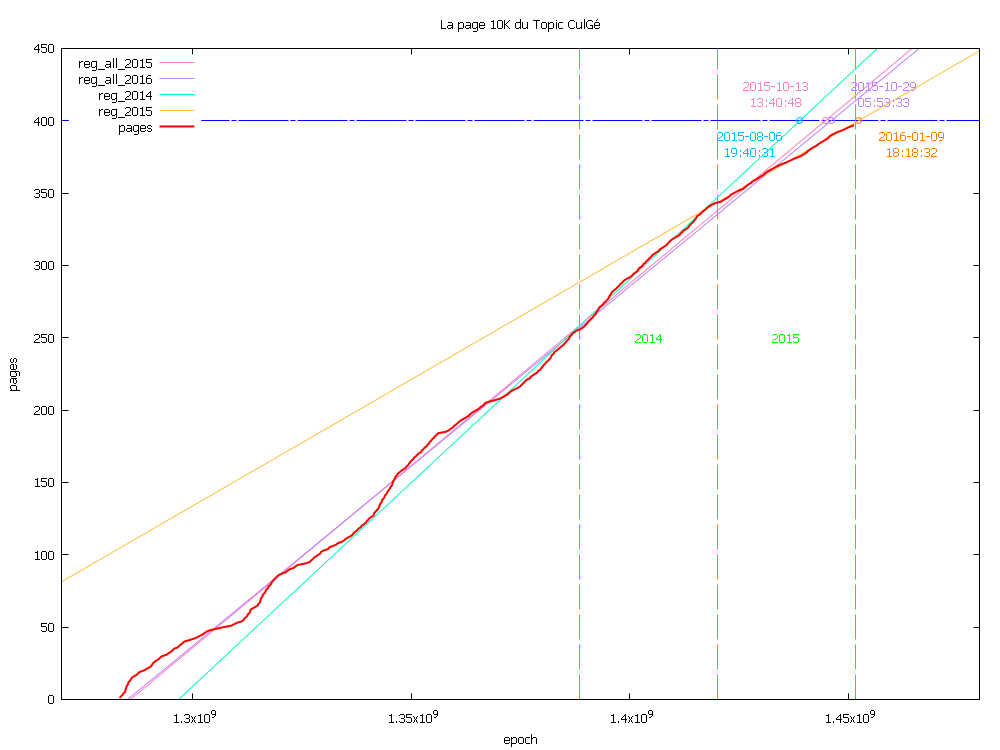 La page 10K du Topic CulGé
450
400
350
300
250
200
150
100
50
0
pages
reg_all_2015
reg_all_2016
reg_2014
reg_2015
pages
2015-10-13
13:40:48
2015-10-29
05:53:33
2015-08-06
19:40:31
2016-01-09
18:18:32
2014
2015
1.3x10⁹
1.35x10⁹
1.4x10⁹
1.45x10⁹
epoch